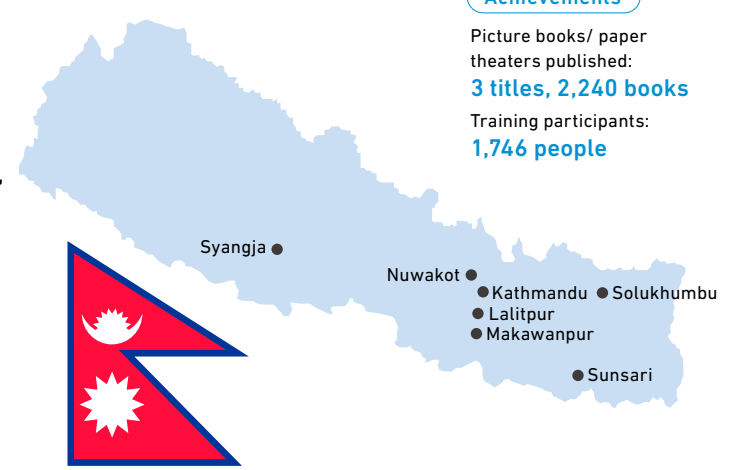 Achievements
Picture books/ paper
theaters published:
3 titles, 2,240 books
Training participants:
1,746 people
Syangja
Nuwakot
Kathmandu
Solukhumbu
Lalitpur
Makawanpur
Sunsari